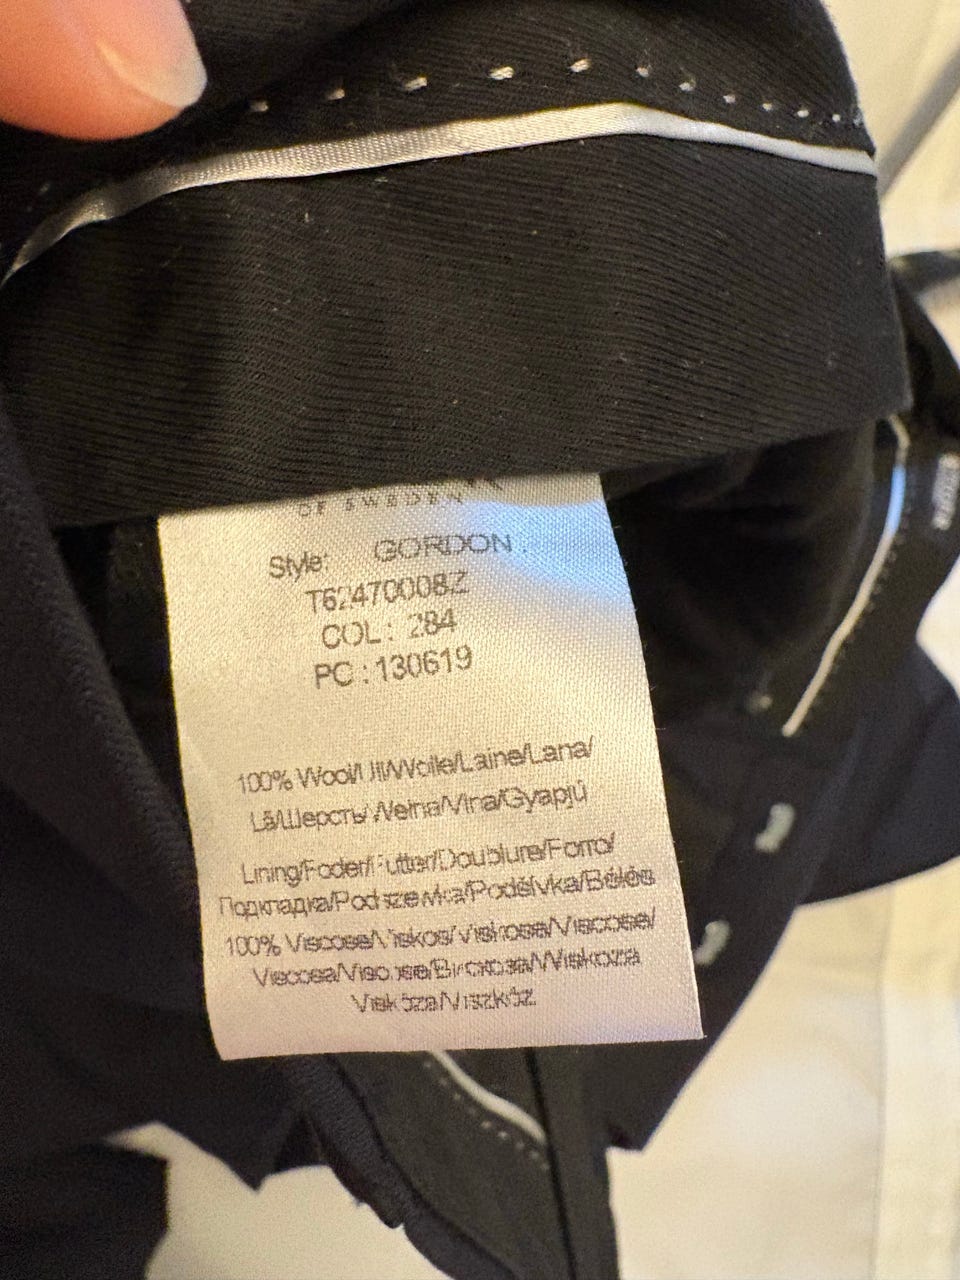 OF SWEDEN
Style: GORDON
T62470008Z
COL: 284
PC : 130619
100% Wool/Ull/Wolle/Laine/Lana/
Lã/Шерсть/Wełna/Vlna/Gyapjú
Lining/Foder/Futter/Doublure/Forro/
Подкладка/Podszewka/Podšívka/Bélés
100% Viscose/Viskos/Viskose/Viscose/
Viscosa/Viscose/Вискоза/Wiskoza
Viskóza/Viszkóz